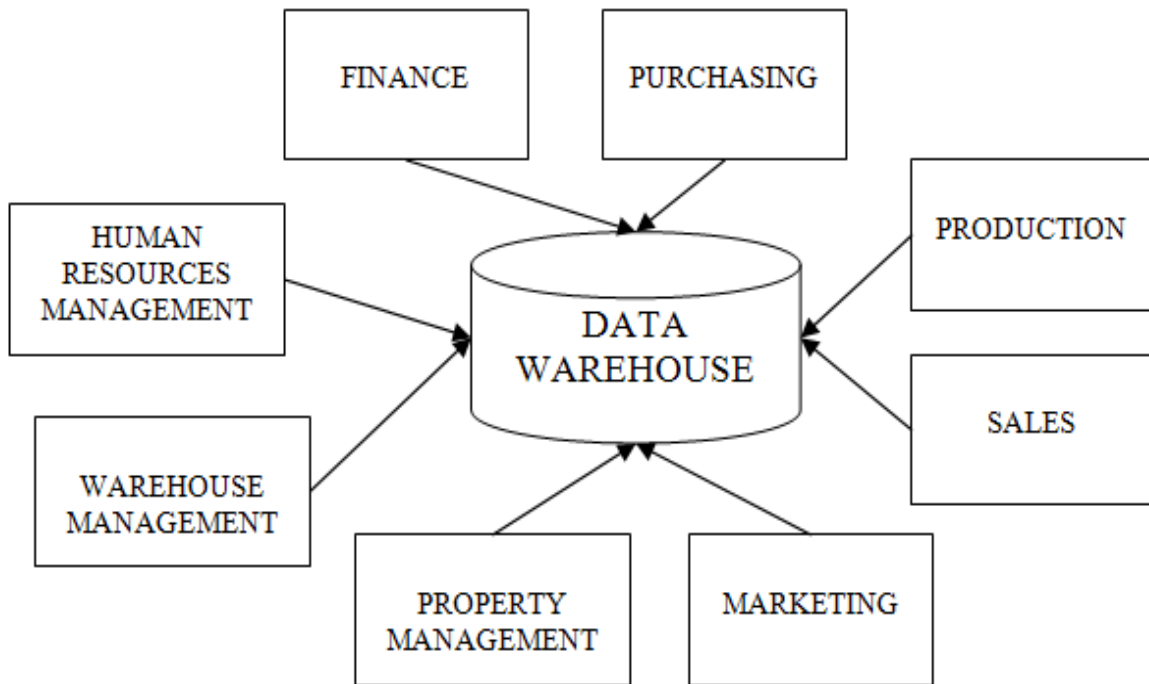 FINANCE
PURCHASING
HUMAN
RESOURCES
MANAGEMENT
PRODUCTION
DATA
WAREHOUSE
SALES
WAREHOUSE
MANAGEMENT
PROPERTY
MANAGEMENT
MARKETING